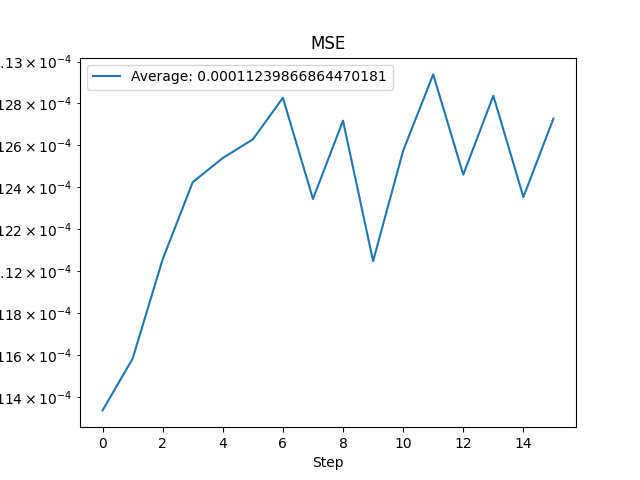 MSE
Average: 0.00011239866864470181
.13 × 10⁻⁴
128 × 10⁻⁴
126 × 10⁻⁴
124 × 10⁻⁴
122 × 10⁻⁴
.12 × 10⁻⁴
118 × 10⁻⁴
116 × 10⁻⁴
114 × 10⁻⁴
0 2 4 6 8 10 12 14
Step